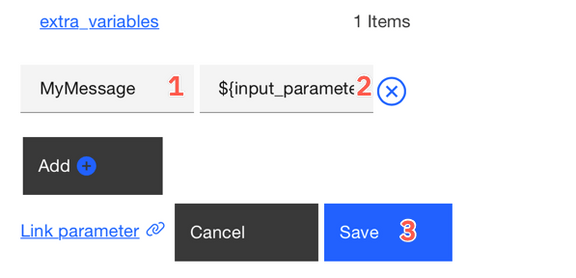 extra_variables 1 Items
MyMessage 1 ${input_paramete 2
Add
Link parameter Cancel Save 3